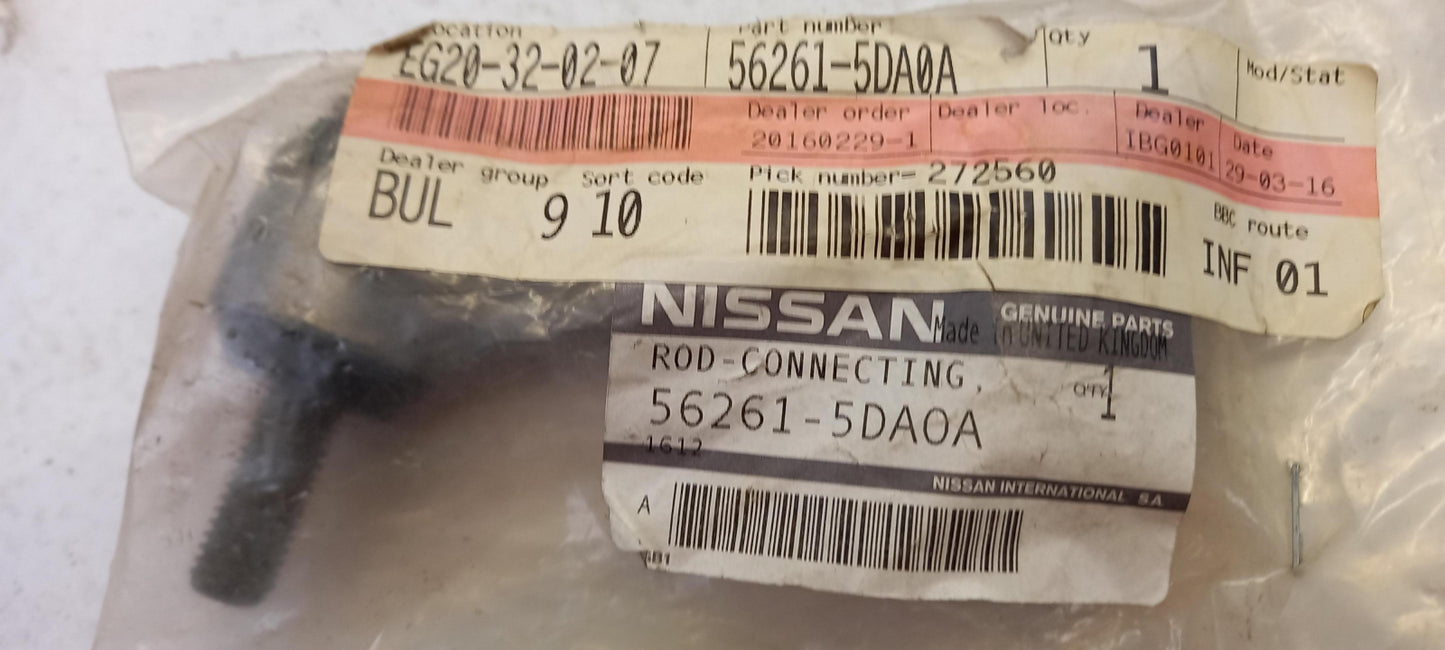 Location Part number Qty 1 Mod/Stat
EG20-32-02-07 56261-5DA0A
Dealer order Dealer loc. Dealer Date
20160229-1 IBG0101 29-03-16
Dealer group Sort code Pick number= 272560
BUL 9 10
BBC route
INF 01
NISSAN GENUINE PARTS
Made in UNITED KINGDOM
ROD-CONNECTING, QTY 1
56261-5DA0A
1612
NISSAN INTERNATIONAL SA
A